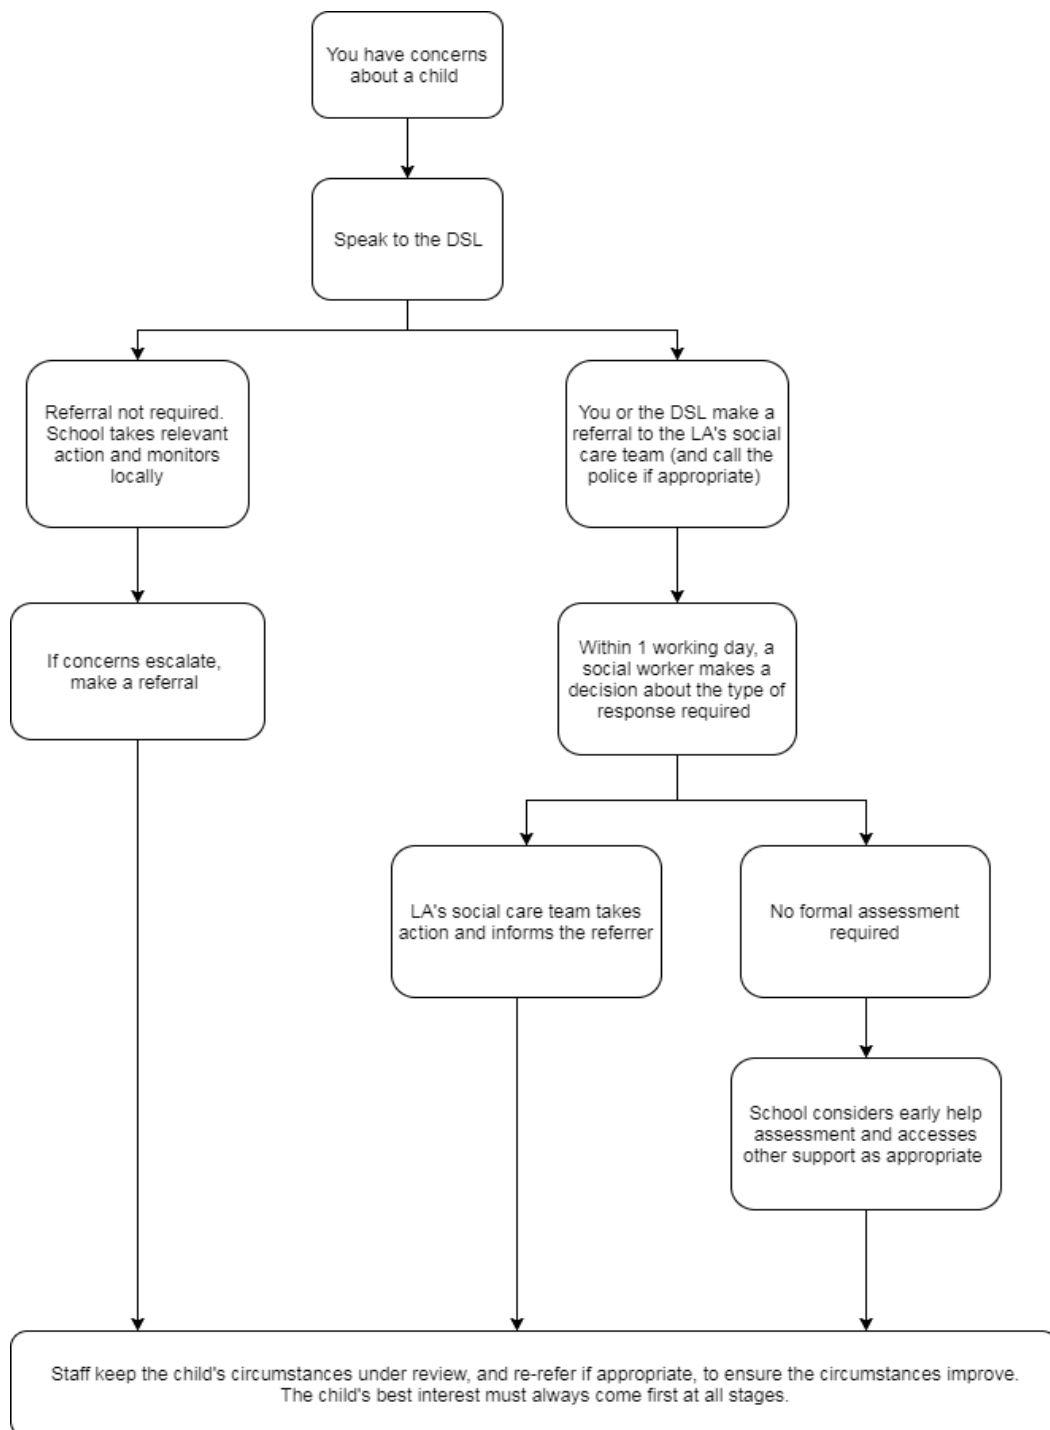 You have concerns
about a child
Speak to the DSL
Referral not required.
School takes relevant
action and monitors
locally
You or the DSL make a
referral to the LA's social
care team (and call the
police if appropriate)
If concerns escalate,
make a referral
Within 1 working day, a
social worker makes a
decision about the type of
response required
LA's social care team takes
action and informs the referrer
No formal assessment
required
School considers early help
assessment and accesses
other support as appropriate
Staff keep the child's circumstances under review, and re-refer if appropriate, to ensure the circumstances improve.
The child's best interest must always come first at all stages.